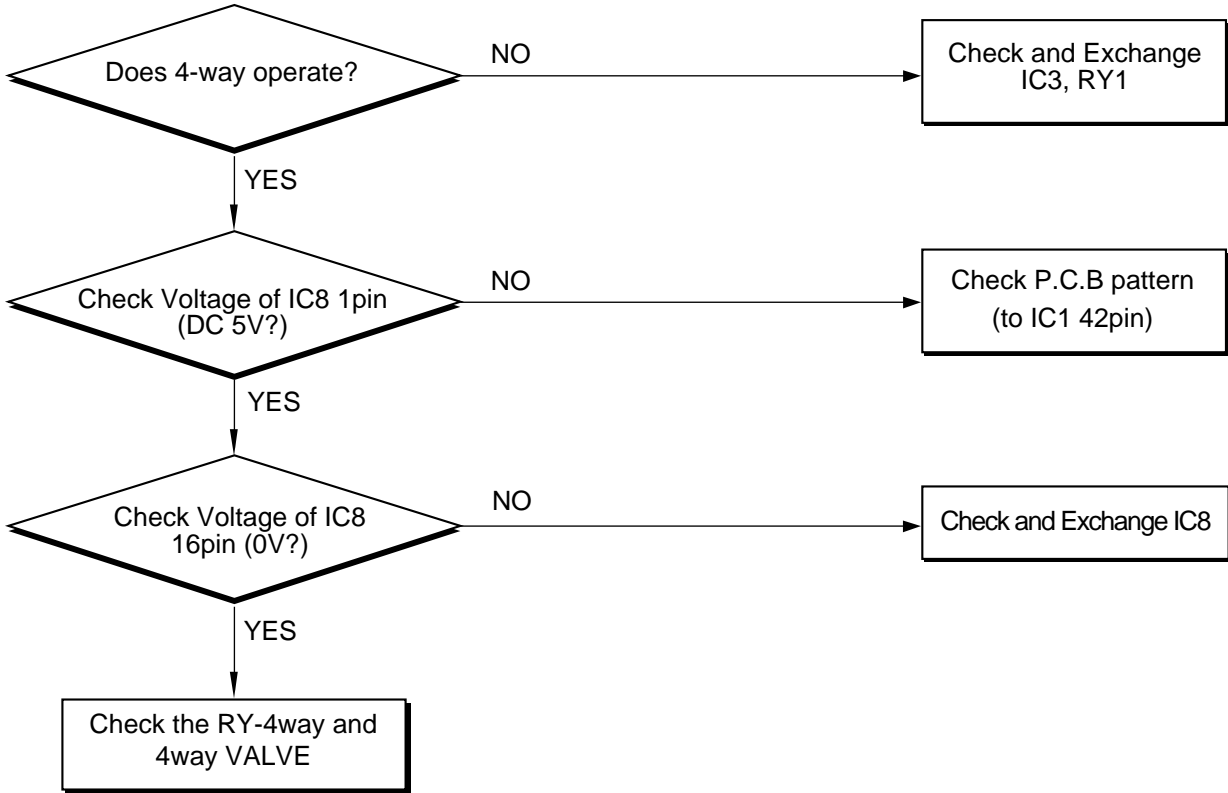 Does 4-way operate?
NO
Check and Exchange
IC3, RY1
YES
Check Voltage of IC8 1pin
(DC 5V?)
NO
Check P.C.B pattern
(to IC1 42pin)
YES
Check Voltage of IC8
16pin (0V?)
NO
Check and Exchange IC8
YES
Check the RY-4way and
4way VALVE